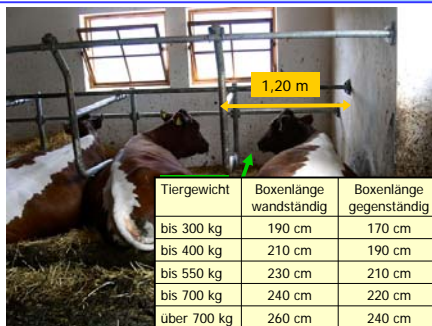 1,20 m
Tiergewicht Boxenlänge wandständig Boxenlänge gegenständig
bis 300 kg 190 cm 170 cm
bis 400 kg 210 cm 190 cm
bis 550 kg 230 cm 210 cm
bis 700 kg 240 cm 220 cm
über 700 kg 260 cm 240 cm